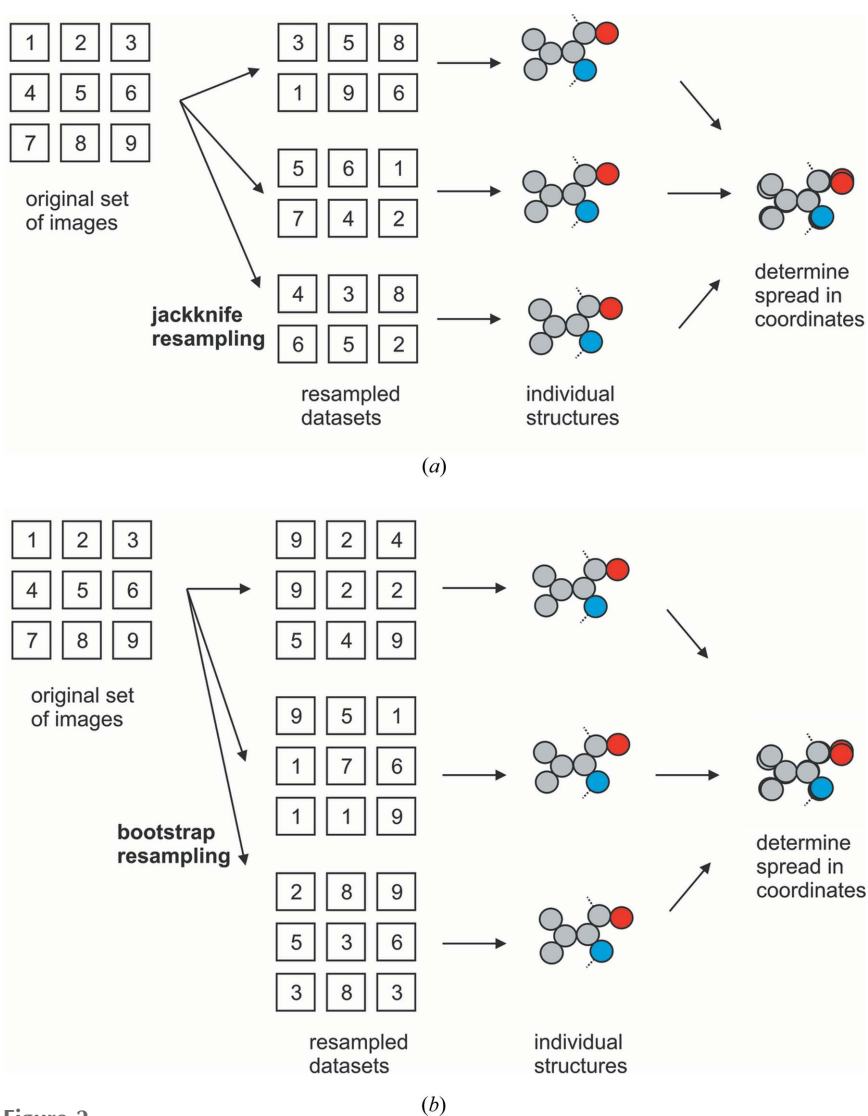 1 2 3
4 5 6
7 8 9
original set
of images
jackknife
resampling
3 5 8
1 9 6
5 6 1
7 4 2
4 3 8
6 5 2
resampled
datasets
individual
structures
determine
spread in
coordinates
(a)
1 2 3
4 5 6
7 8 9
original set
of images
bootstrap
resampling
9 2 4
9 2 2
5 4 9
9 5 1
1 7 6
1 1 9
2 8 9
5 3 6
3 8 3
resampled
datasets
individual
structures
determine
spread in
coordinates
(b)